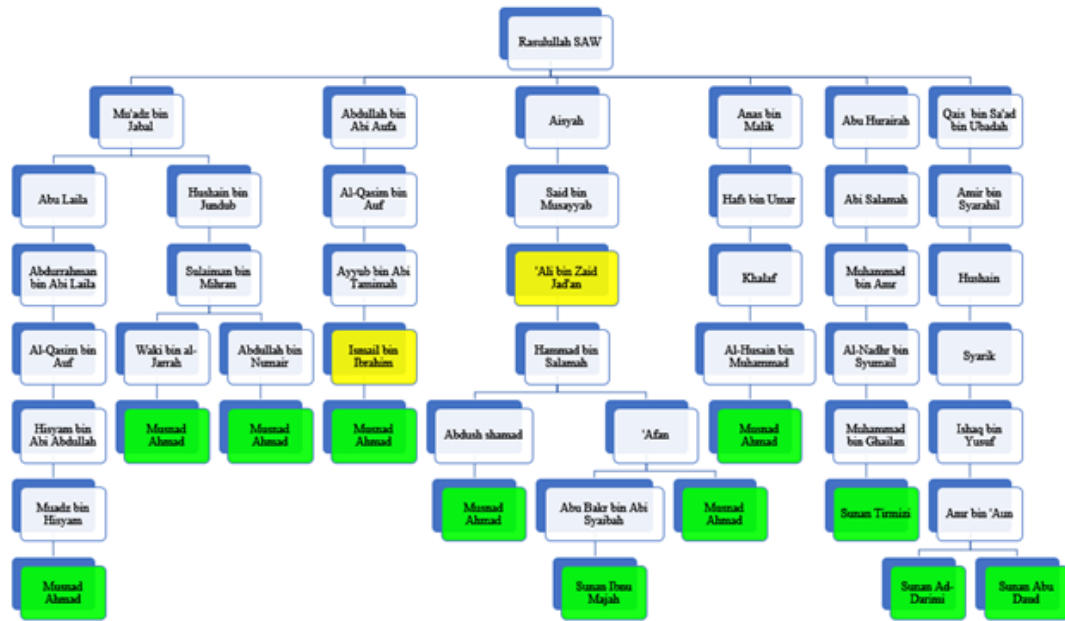 Rasulullah SAW
Mu'adz bin
Jabal
Abdullah bin
Abi Aufa
Aisyah
Anas bin
Malik
Abu Hurairah
Qais bin Sa'ad
bin Ubadah
Abu Laila
Hushain bin
Jundub
Al-Qasim bin
Auf
Said bin
Musayyab
Hafs bin Umar
Abi Salamah
Amir bin
Syarahil
Abdurrahman
bin Abi Laila
Sulaiman bin
Mihran
Ayyub bin Abi
Tamimah
'Ali bin Zaid
Jad'an
Khalaf
Muhammad
bin Amr
Hushain
Al-Qasim bin
Auf
Waki bin al-
Jarrah
Abdullah bin
Numair
Ismail bin
Ibrahim
Hammad bin
Salamah
Al-Husain bin
Muhammad
Al-Nadhr bin
Syumail
Syarik
Hisyam bin
Abi Abdullah
Musnad
Ahmad
Musnad
Ahmad
Musnad
Ahmad
Abdush shamad
'Afan
Musnad
Ahmad
Muhammad
bin Ghailan
Ishaq bin
Yusuf
Muadz bin
Hisyam
Musnad
Ahmad
Abu Bakr bin Abi
Syaibah
Musnad
Ahmad
Sunan Tirmizi
Amr bin 'Aun
Musnad
Ahmad
Sunan Ibnu
Majah
Sunan Ad-
Darimi
Sunan Abu
Daud